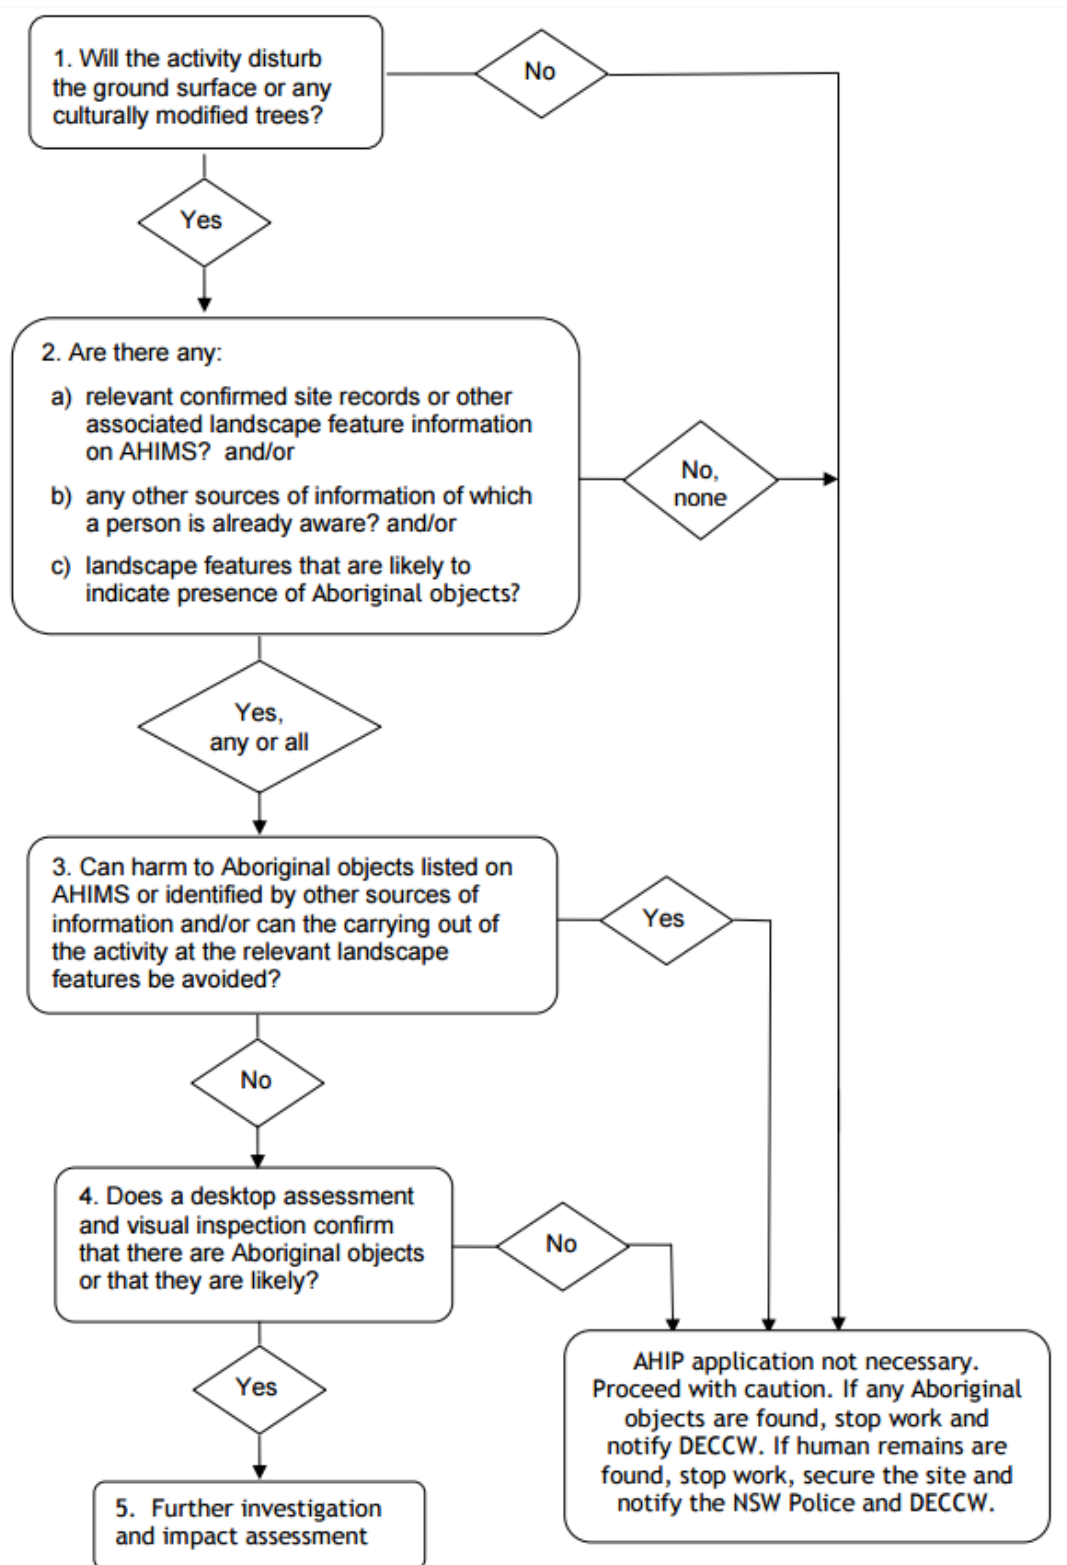 1. Will the activity disturb
the ground surface or any
culturally modified trees?
No
Yes
2. Are there any:
a) relevant confirmed site records or other
associated landscape feature information
on AHIMS? and/or
b) any other sources of information of which
a person is already aware? and/or
c) landscape features that are likely to
indicate presence of Aboriginal objects?
No,
none
Yes,
any or all
3. Can harm to Aboriginal objects listed on
AHIMS or identified by other sources of
information and/or can the carrying out of
the activity at the relevant landscape
features be avoided?
Yes
No
4. Does a desktop assessment
and visual inspection confirm
that there are Aboriginal objects
or that they are likely?
No
Yes
AHIP application not necessary.
Proceed with caution. If any Aboriginal
objects are found, stop work and
notify DECCW. If human remains are
found, stop work, secure the site and
notify the NSW Police and DECCW.
5. Further investigation
and impact assessment